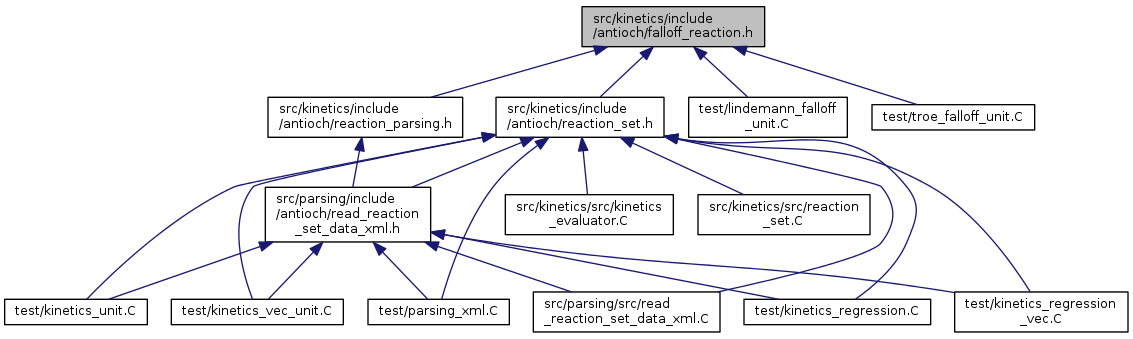 src/kinetics/include
/antioch/falloff_reaction.h
src/kinetics/include
/antioch/reaction_parsing.h
src/kinetics/include
/antioch/reaction_set.h
test/lindemann_falloff
_unit.C
test/troe_falloff_unit.C
src/parsing/include
/antioch/read_reaction
_set_data_xml.h
src/kinetics/src/kinetics
_evaluator.C
src/kinetics/src/reaction
_set.C
test/kinetics_unit.C
test/kinetics_vec_unit.C
test/parsing_xml.C
src/parsing/src/read
_reaction_set_data_xml.C
test/kinetics_regression.C
test/kinetics_regression
_vec.C